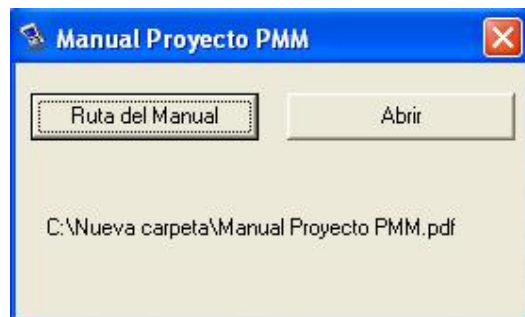 Manual Proyecto PMM
Ruta del Manual
Abrir
C:\Nueva carpeta\Manual Proyecto PMM.pdf